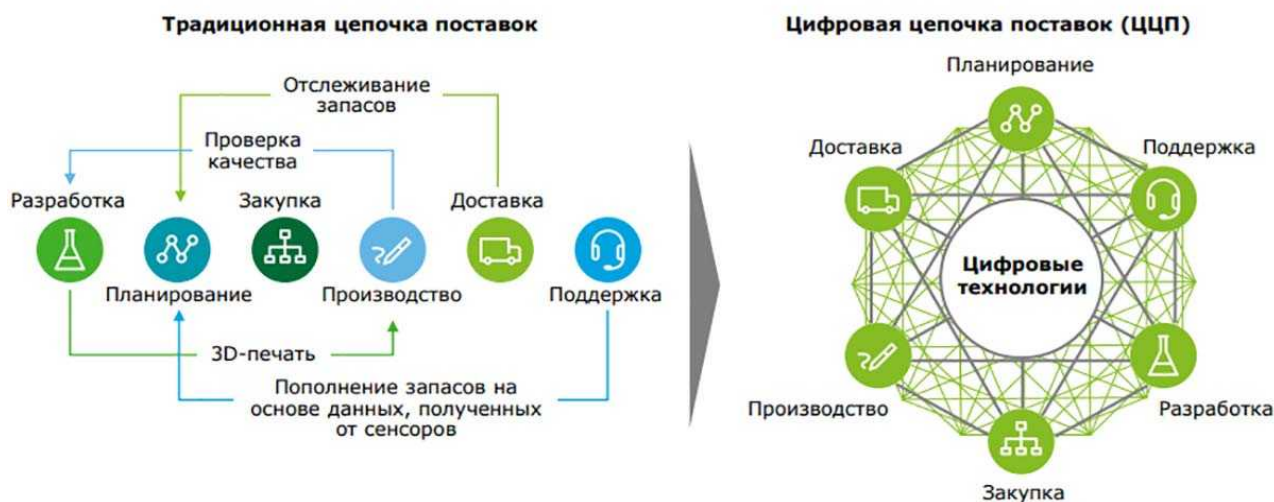 Традиционная цепочка поставок
Отслеживание
запасов
Проверка
качества
Разработка
Закупка
Доставка
Планирование
Производство
Поддержка
3D-печать
Пополнение запасов на
основе данных, полученных
от сенсоров
Цифровая цепочка поставок (ЦЦП)
Планирование
Доставка
Поддержка
Цифровые
технологии
Производство
Разработка
Закупка